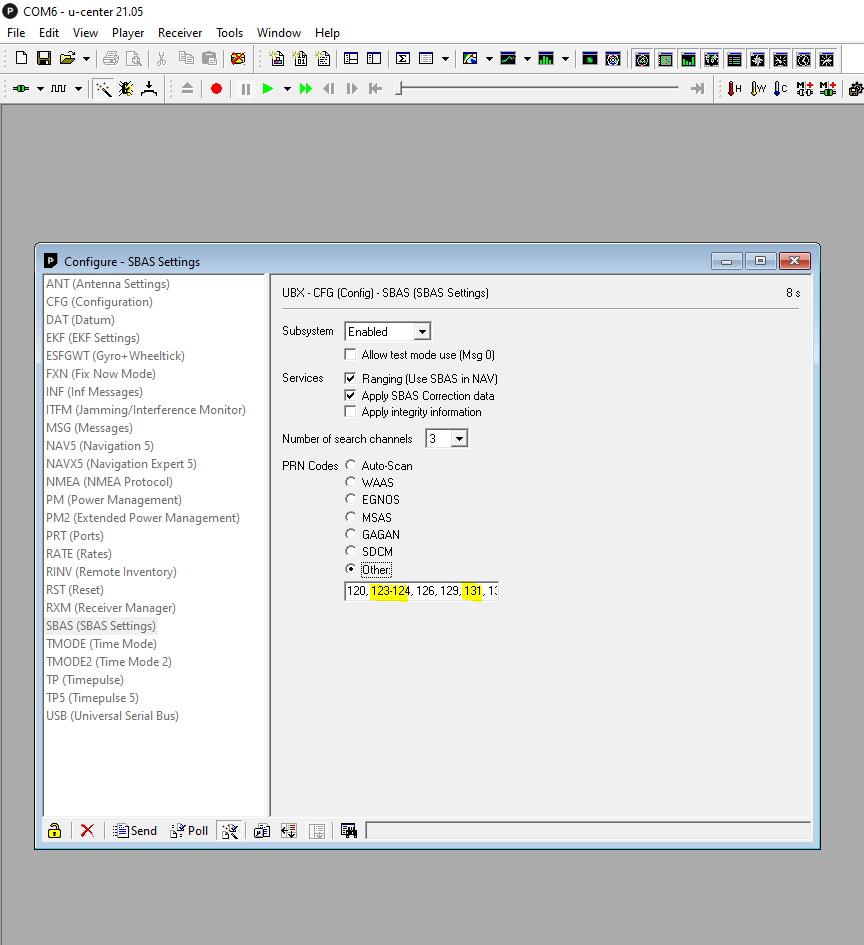 COM6 - u-center 21.05
File Edit View Player Receiver Tools Window Help
H W C
Configure - SBAS Settings
ANT (Antenna Settings)
CFG (Configuration)
DAT (Datum)
EKF (EKF Settings)
ESFGWT (Gyro+Wheeltick)
FXN (Fix Now Mode)
INF (Inf Messages)
ITFM (Jamming/Interference Monitor)
MSG (Messages)
NAV5 (Navigation 5)
NAVX5 (Navigation Expert 5)
NMEA (NMEA Protocol)
PM (Power Management)
PM2 (Extended Power Management)
PRT (Ports)
RATE (Rates)
RINV (Remote Inventory)
RST (Reset)
RXM (Receiver Manager)
SBAS (SBAS Settings)
TMODE (Time Mode)
TMODE2 (Time Mode 2)
TP (Timepulse)
TP5 (Timepulse 5)
USB (Universal Serial Bus)
UBX - CFG (Config) - SBAS (SBAS Settings) 8 s
Subsystem Enabled
Allow test mode use (Msg 0)
Services Ranging (Use SBAS in NAV)
Apply SBAS Correction data
Apply integrity information
Number of search channels 3
PRN Codes Auto-Scan
WAAS
EGNOS
MSAS
GAGAN
SDCM
Other:
120, 123-124, 126, 129, 131,
Send Poll